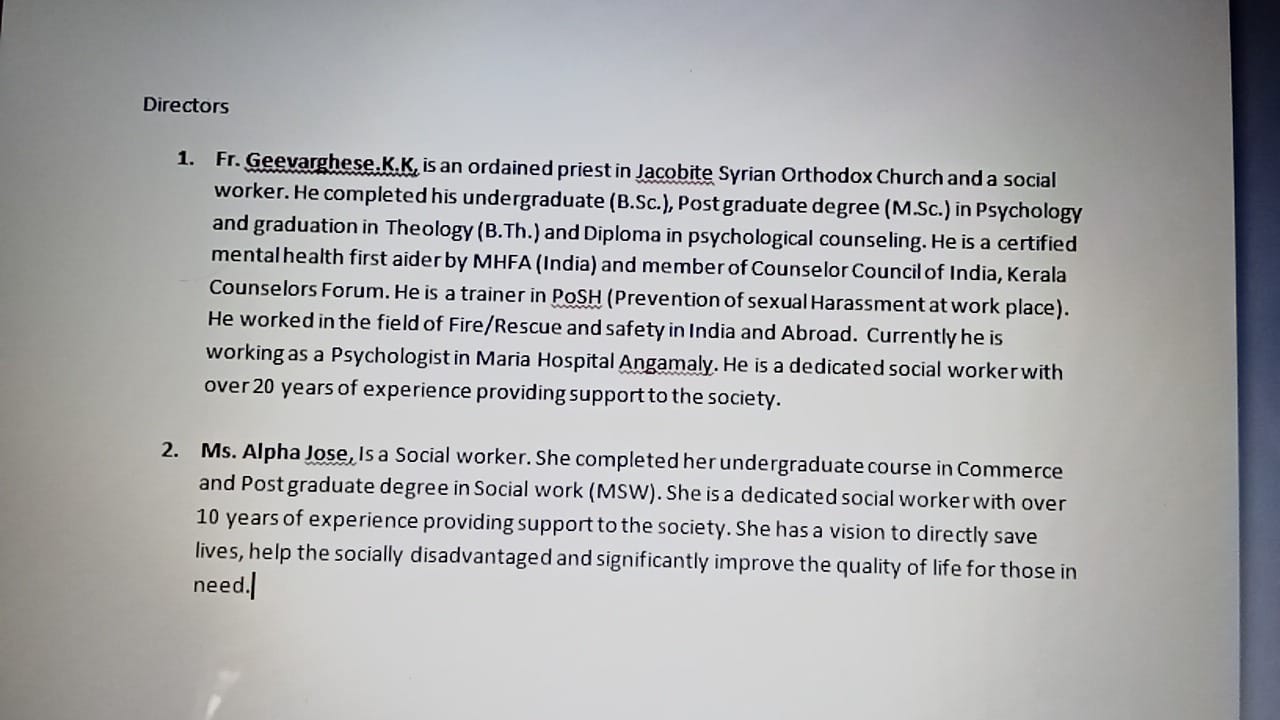 Directors
1. Fr. Geevarghese.K.K, is an ordained priest in Jacobite Syrian Orthodox Church and a social
worker. He completed his undergraduate (B.Sc.), Post graduate degree (M.Sc.) in Psychology
and graduation in Theology (B.Th.) and Diploma in psychological counseling. He is a certified
mental health first aider by MHFA (India) and member of Counselor Council of India, Kerala
Counselors Forum. He is a trainer in PoSH (Prevention of sexual Harassment at work place).
He worked in the field of Fire/Rescue and safety in India and Abroad. Currently he is
working as a Psychologist in Maria Hospital Angamaly. He is a dedicated social worker with
over 20 years of experience providing support to the society.
2. Ms. Alpha Jose, Is a Social worker. She completed her undergraduate course in Commerce
and Post graduate degree in Social work (MSW). She is a dedicated social worker with over
10 years of experience providing support to the society. She has a vision to directly save
lives, help the socially disadvantaged and significantly improve the quality of life for those in
need.